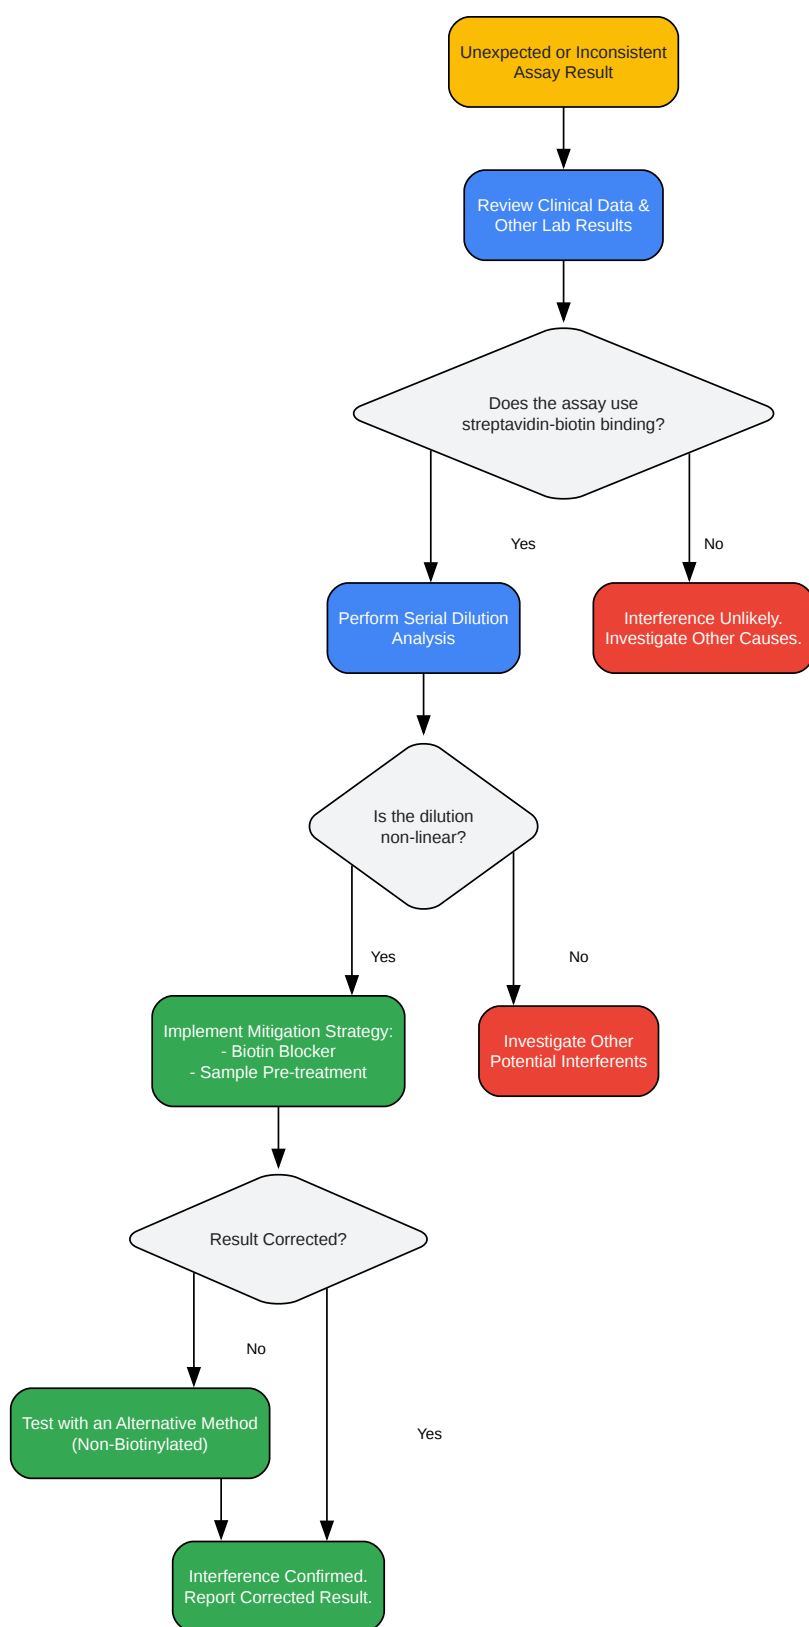 Unexpected or Inconsistent
Assay Result
Review Clinical Data &
Other Lab Results
Does the assay use
streptavidin-biotin binding?
Yes
No
Perform Serial Dilution
Analysis
Interference Unlikely.
Investigate Other Causes.
Is the dilution
non-linear?
Yes
No
Implement Mitigation Strategy:
- Biotin Blocker
- Sample Pre-treatment
Investigate Other
Potential Interferents
Result Corrected?
No
Test with an Alternative Method
(Non-Biotinylated)
Yes
Interference Confirmed.
Report Corrected Result.